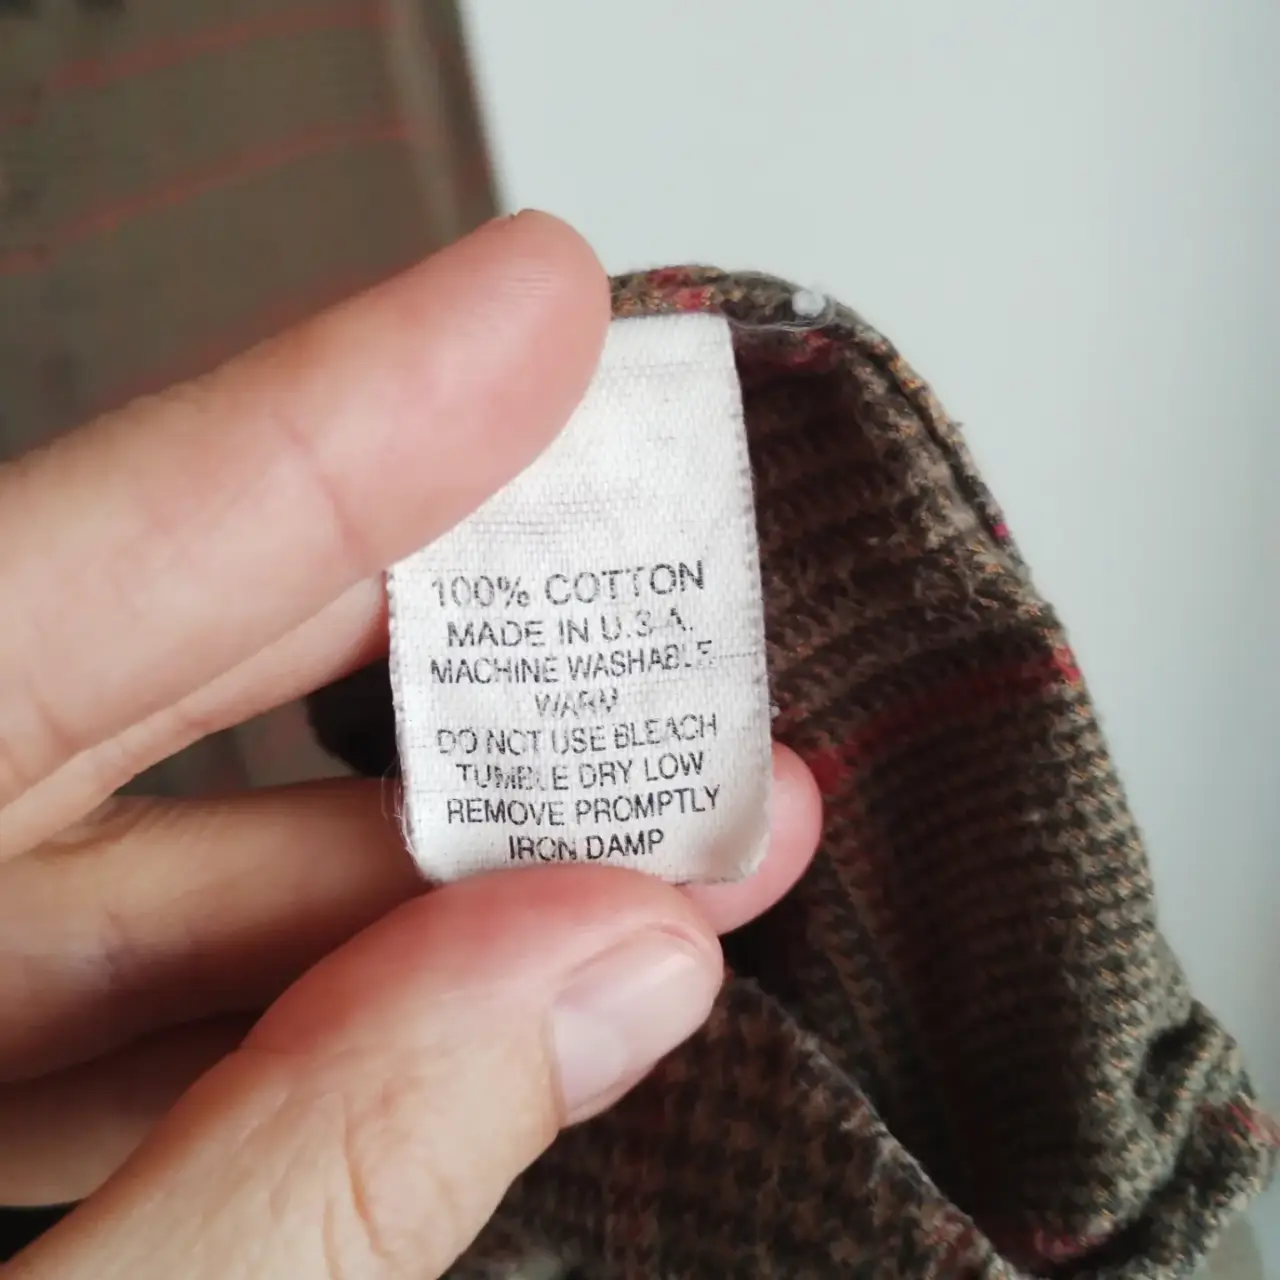 100% COTTON
MADE IN U.S.A.
MACHINE WASHABLE
WARM
DO NOT USE BLEACH
TUMBLE DRY LOW
REMOVE PROMPTLY
IRON DAMP